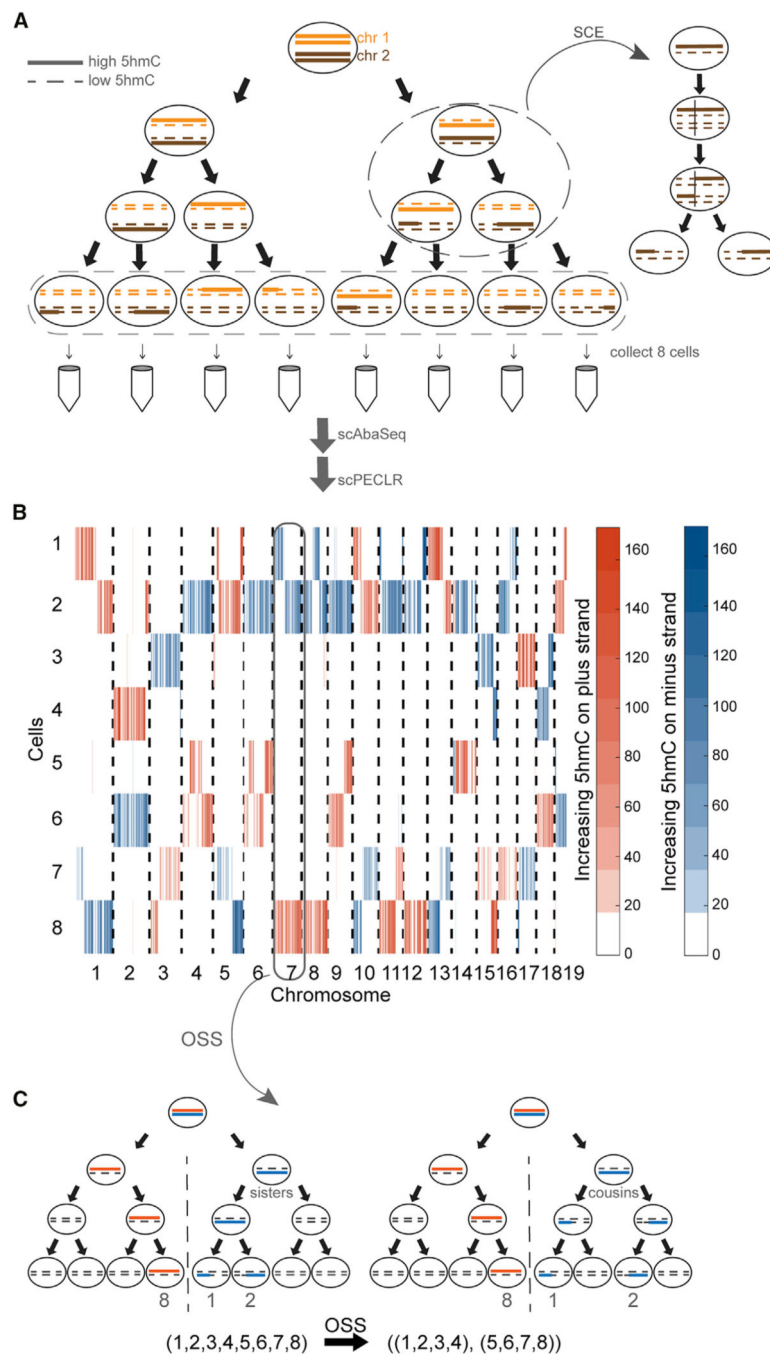 A
chr 1
chr 2
high 5hmC
low 5hmC
SCE
collect 8 cells
scAbaSeq
scPECLR
B
Cells
1
2
3
4
5
6
7
8
1 2 3 4 5 6 7 8 9 10 11 12 13 14 15 16 17 18 19
Chromosome
Increasing 5hmC on plus strand
160
140
120
100
80
60
40
20
0
Increasing 5hmC on minus strand
160
140
120
100
80
60
40
20
0
OSS
C
sisters
cousins
8 1 2
8 1 2
(1,2,3,4,5,6,7,8) OSS ((1,2,3,4), (5,6,7,8))